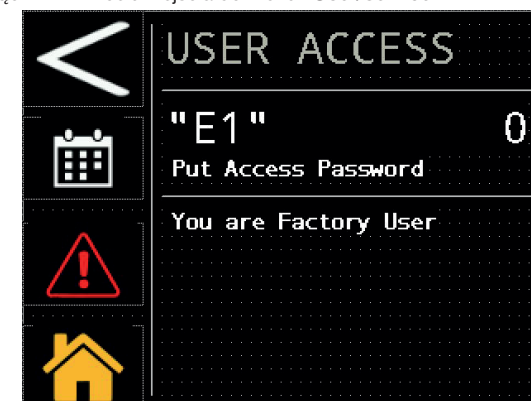 USER ACCESS
"E1" 0
Put Access Password
You are Factory User